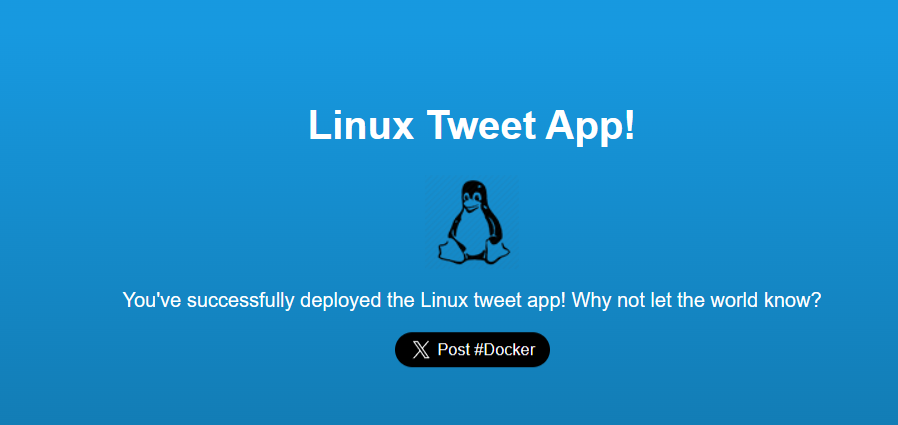 Linux Tweet App!
You've successfully deployed the Linux tweet app! Why not let the world know?
Post #Docker